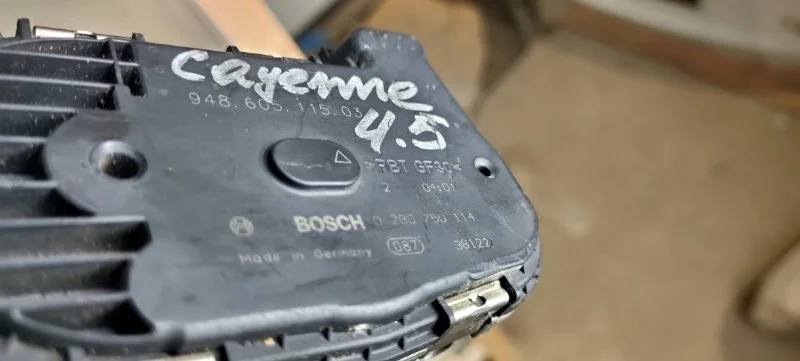 Cayenne
948.605.115.03
4.5
>PBT GF30<
2 04:01
BOSCH 0 280 750 114
Made in Germany 087 38122